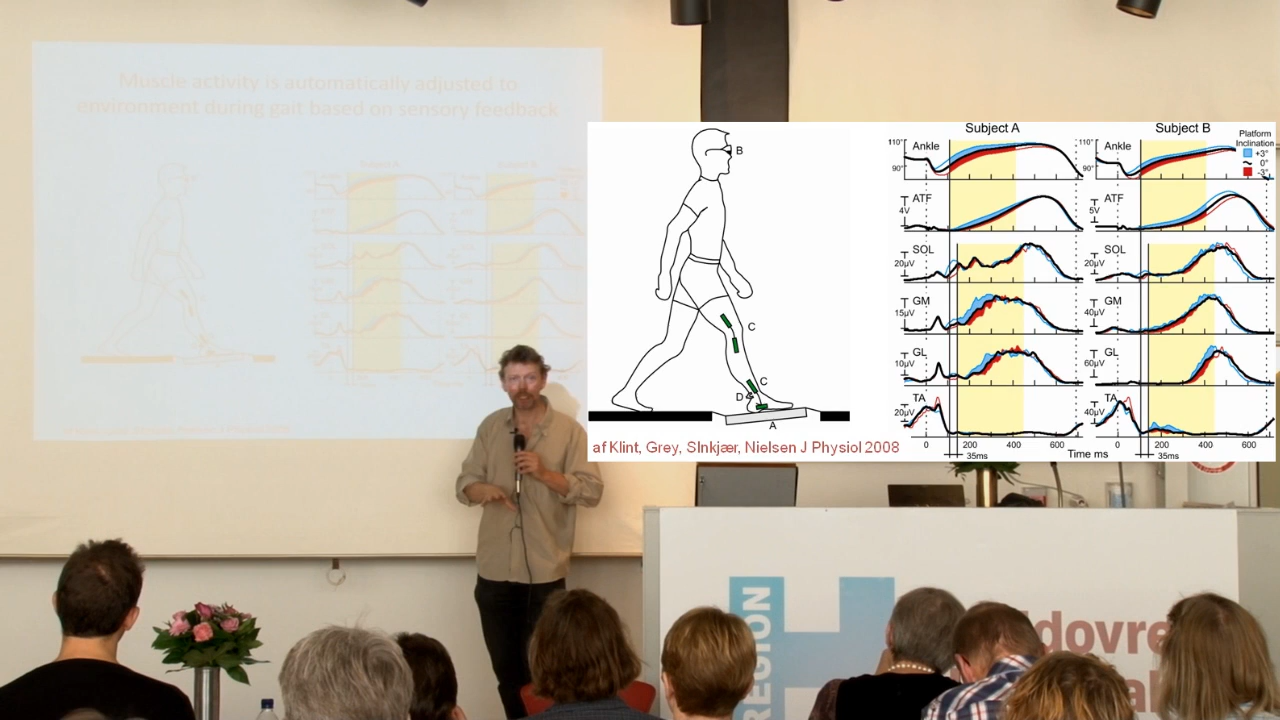 Muscle activity is automatically adjusted to
environment during gait based on sensory feedback
Subject A
Subject B
Platform
Inclination
+3°
0°
-3°
110°
90°
Ankle
110°
90°
Ankle
ATF
4V
ATF
5V
SOL
20µV
SOL
20µV
GM
15µV
GM
40µV
GL
10µV
GL
60µV
TA
20µV
TA
40µV
0 200 400 600
0 200 400 600
35ms
Time ms
35ms
B
C
C
D
A
af Klint, Grey, SInkjær, Nielsen J Physiol 2008
REGION
H
dovre
al